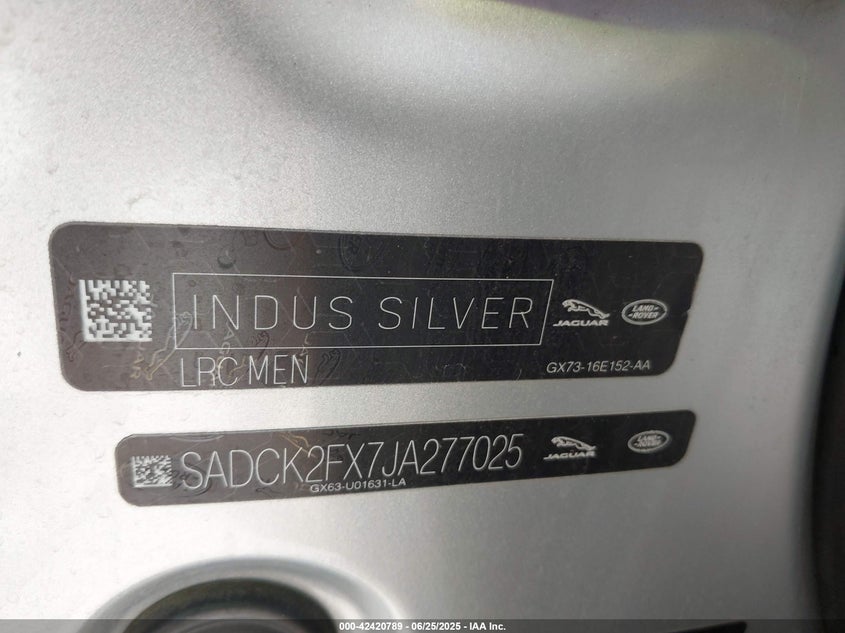 INDUS SILVER
JAGUAR
LAND
ROVER
LRC MEN
GX73-16E152-AA
SADCK2FX7JA277025
JAGUAR
LAND
ROVER
GX63-U01631-LA
000-42420789 - 06/25/2025 - IAA Inc.